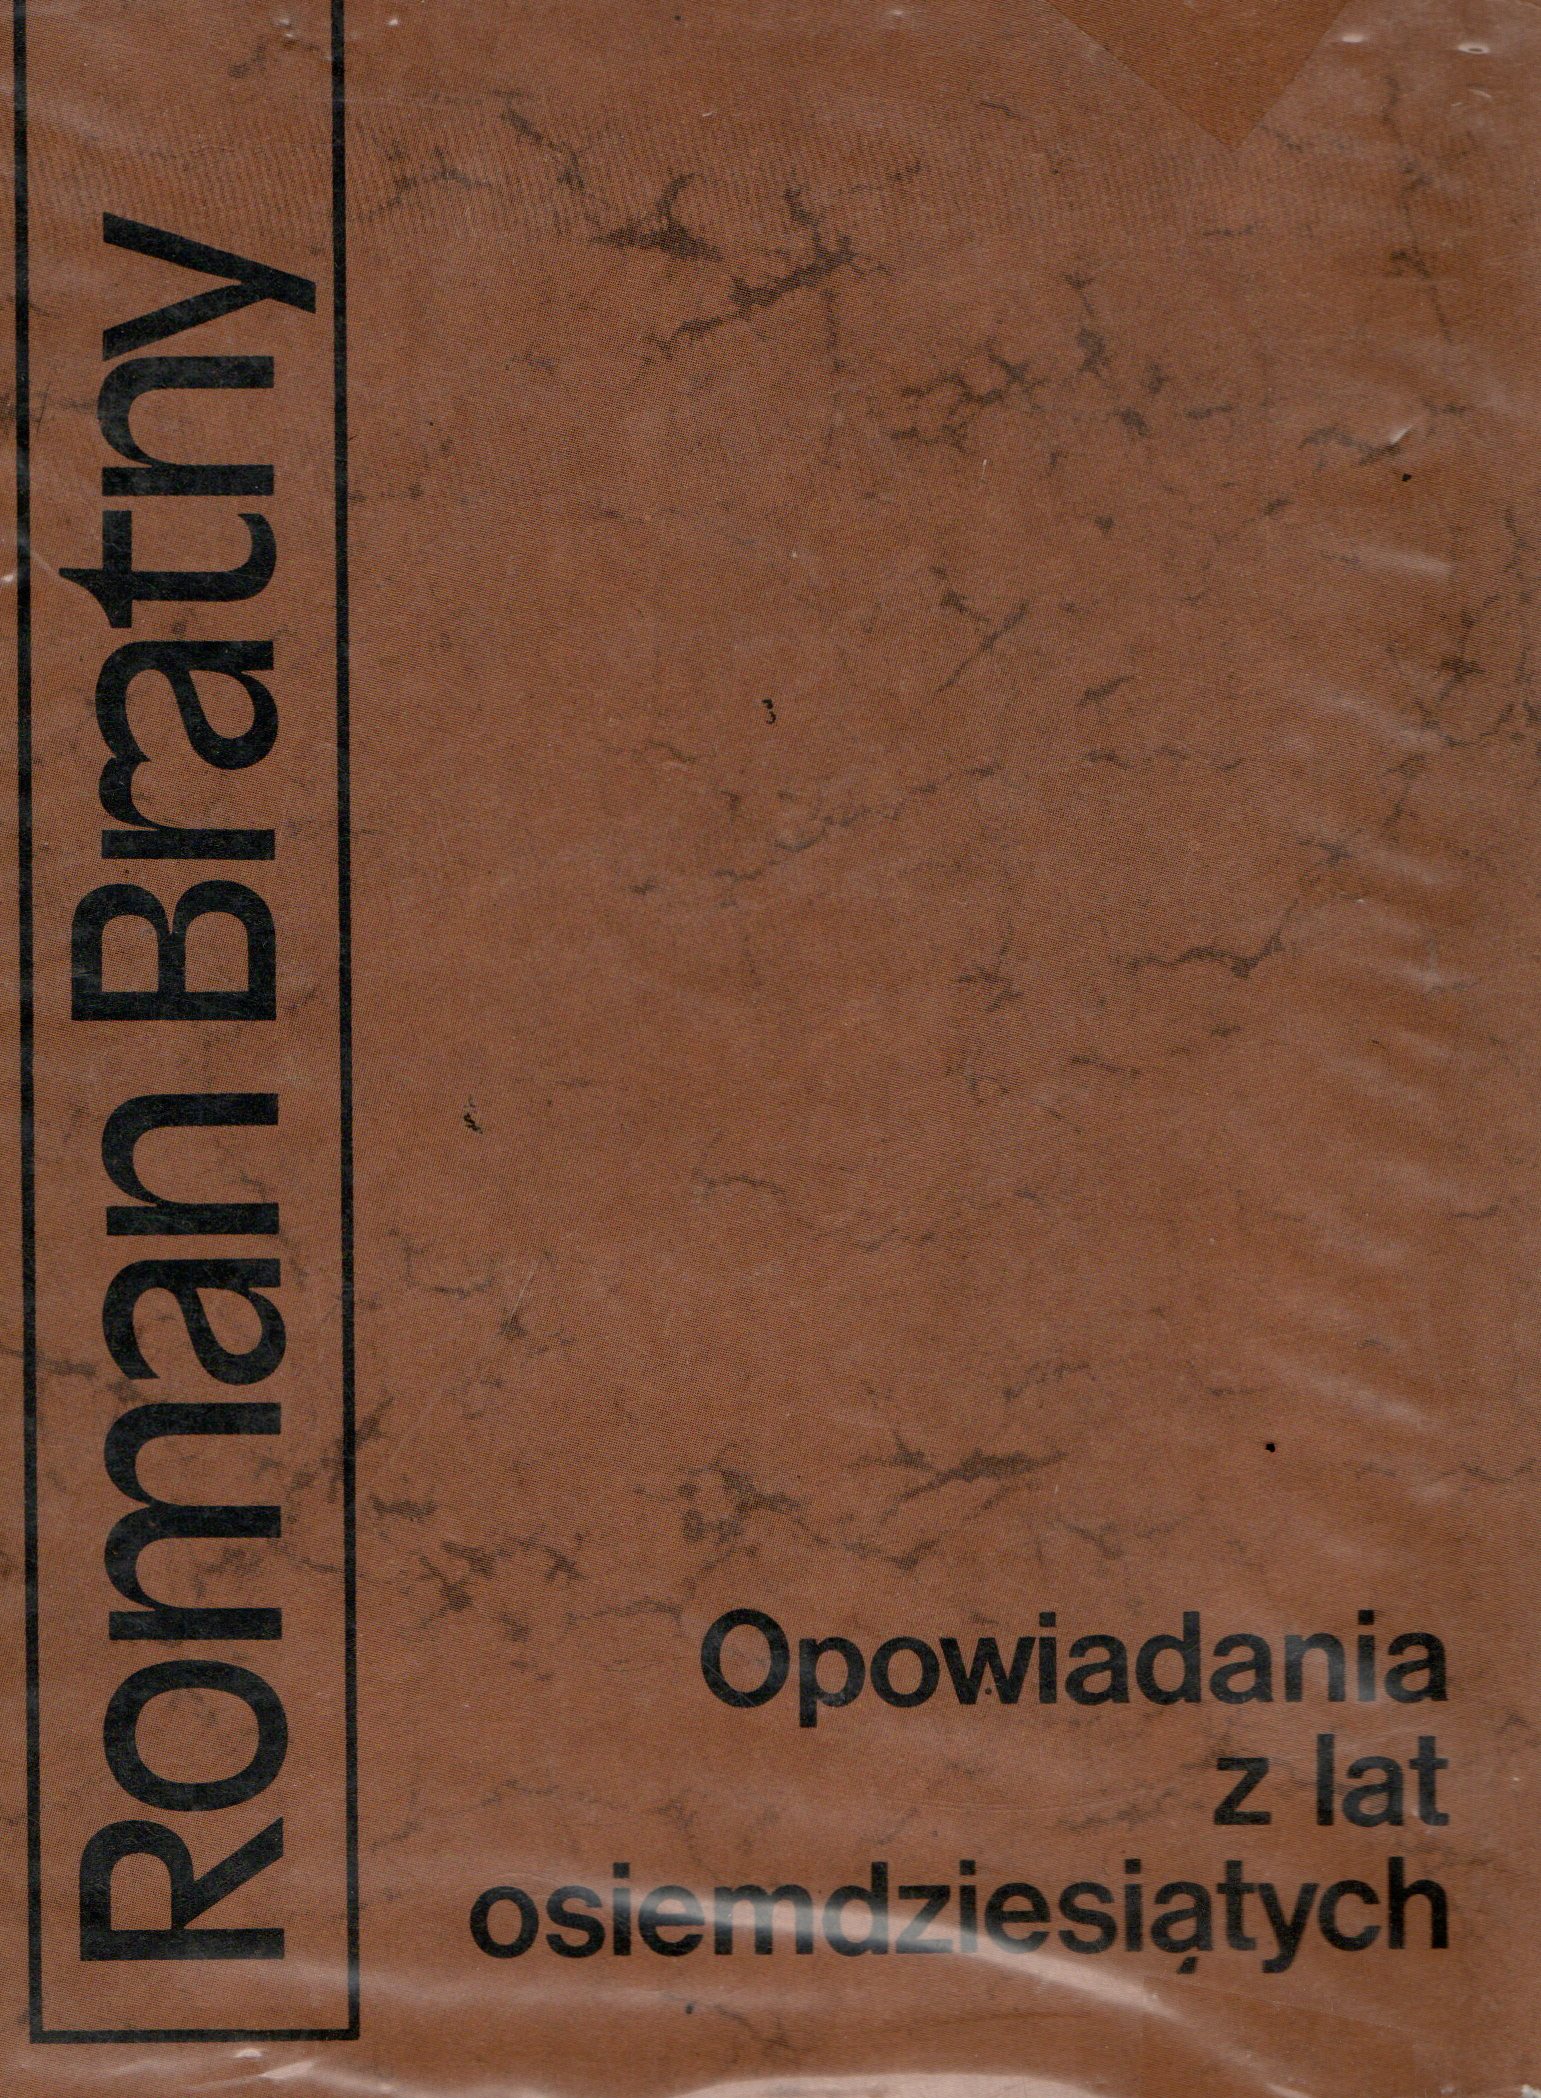 Roman Bratny
Opowiadania
z lat
osiemdziesiątych